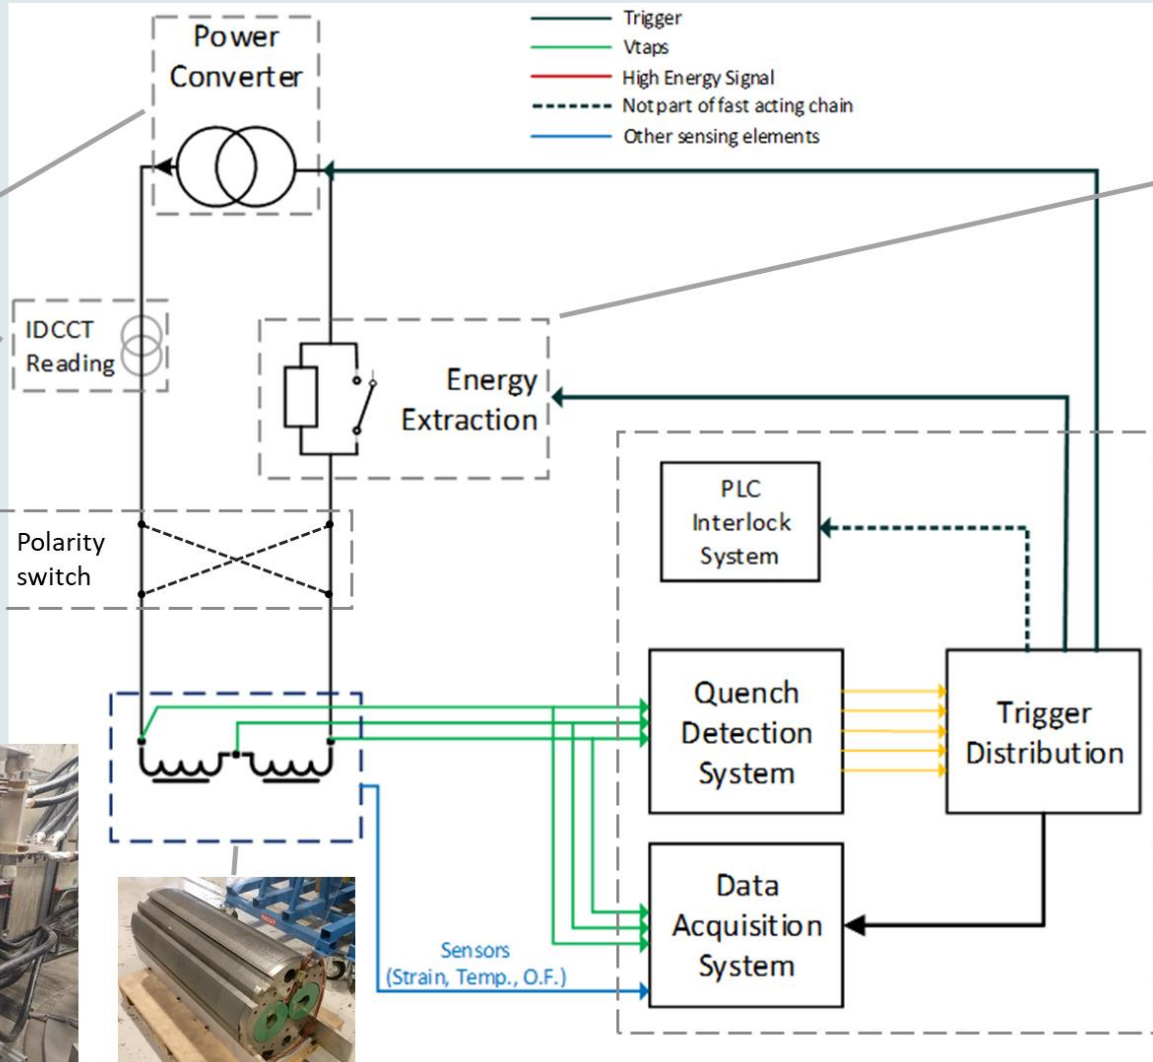 Power
Converter
Trigger
Vtaps
High Energy Signal
Not part of fast acting chain
Other sensing elements
IDCCT
Reading
Energy
Extraction
PLC
Interlock
System
Polarity
switch
Quench
Detection
System
Trigger
Distribution
Data
Acquisition
System
Sensors
(Strain, Temp., O.F.)